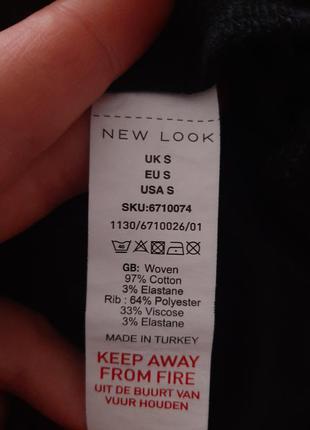 NEW LOOK
UK S
EU S
USA S
SKU:6710074
1130/6710026/01
GB: Woven
97% Cotton
3% Elastane
Rib : 64% Polyester
33% Viscose
3% Elastane
MADE IN TURKEY
KEEP AWAY
FROM FIRE
UIT DE BUURT VAN
VUUR HOUDEN